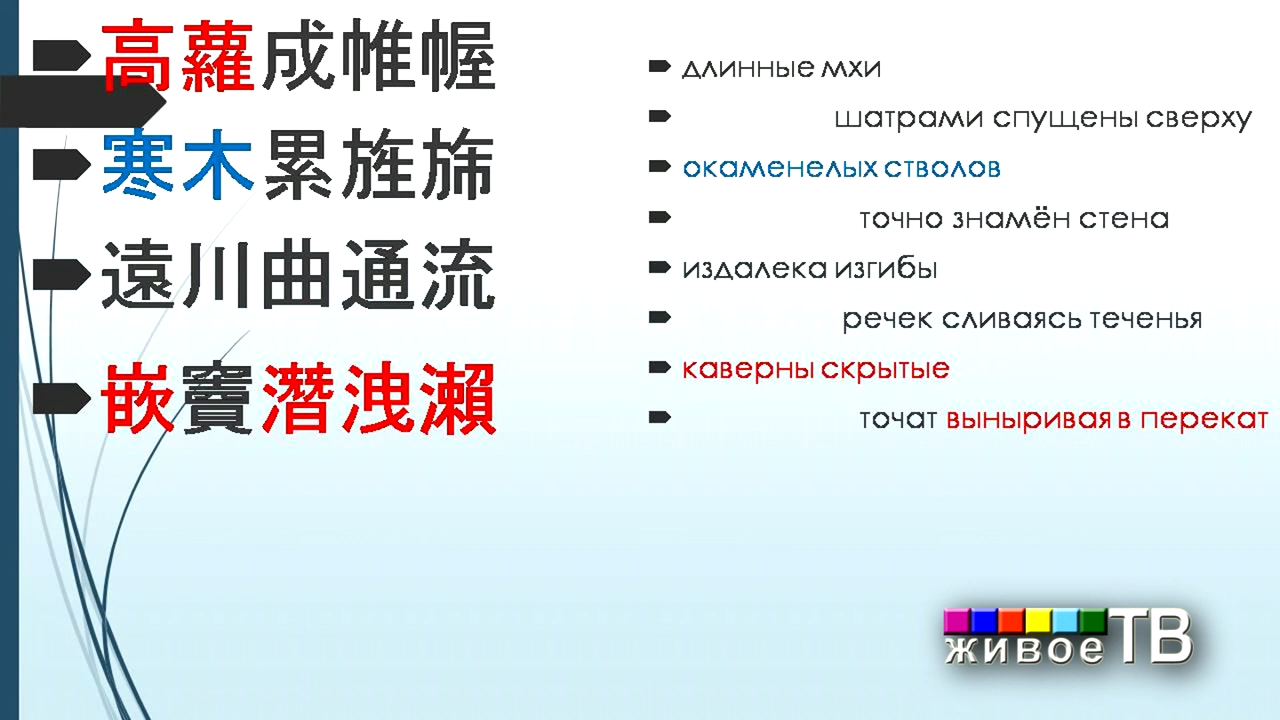 高蘿成帷幄
寒木累旌旆
遠川曲通流
嵌竇潛洩瀨
длинные мхи
шатрами спущены сверху
окаменелых стволов
точно знамён стена
издалека изгибы
речек сливаясь теченья
каверны скрытые
точат выныривая в перекат
живоеТВ